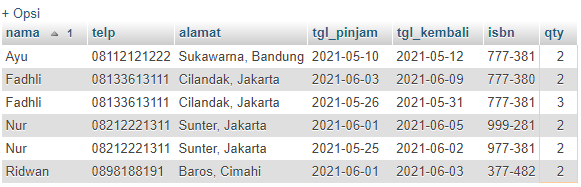 + Opsi
nama 1 telp alamat tgl_pinjam tgl_kembali isbn qty
Ayu 08112121222 Sukawarna, Bandung 2021-05-10 2021-05-12 777-381 2
Fadhli 08133613111 Cilandak, Jakarta 2021-06-03 2021-06-09 777-380 2
Fadhli 08133613111 Cilandak, Jakarta 2021-05-26 2021-05-31 777-381 3
Nur 08212221311 Sunter, Jakarta 2021-06-01 2021-06-05 999-281 2
Nur 08212221311 Sunter, Jakarta 2021-05-25 2021-06-02 977-381 2
Ridwan 0898188191 Baros, Cimahi 2021-06-01 2021-06-03 377-482 2